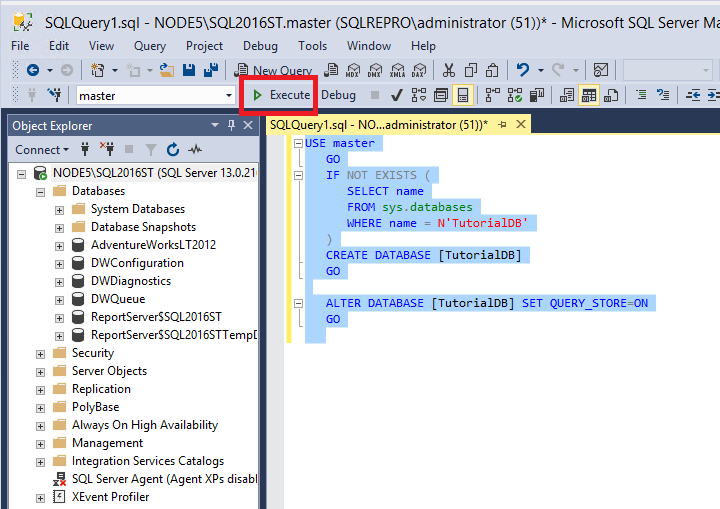 SQLQuery1.sql - NODE5\SQL2016ST.master (SQLREPRO\administrator (51))* - Microsoft SQL Server Ma
File Edit View Query Project Debug Tools Window Help
New Query MDX DMX XMLA DAX
master Execute Debug
Object Explorer
Connect
NODE5\SQL2016ST (SQL Server 13.0.21
Databases
System Databases
Database Snapshots
AdventureWorksLT2012
DWConfiguration
DWDiagnostics
DWQueue
ReportServer$SQL2016ST
ReportServer$SQL2016STTempD
Security
Server Objects
Replication
PolyBase
Always On High Availability
Management
Integration Services Catalogs
SQL Server Agent (Agent XPs disabl
XEvent Profiler
SQLQuery1.sql - NO...administrator (51))*
USE master
GO
IF NOT EXISTS (
SELECT name
FROM sys.databases
WHERE name = N'TutorialDB'
)
CREATE DATABASE [TutorialDB]
GO
ALTER DATABASE [TutorialDB] SET QUERY_STORE=ON
GO